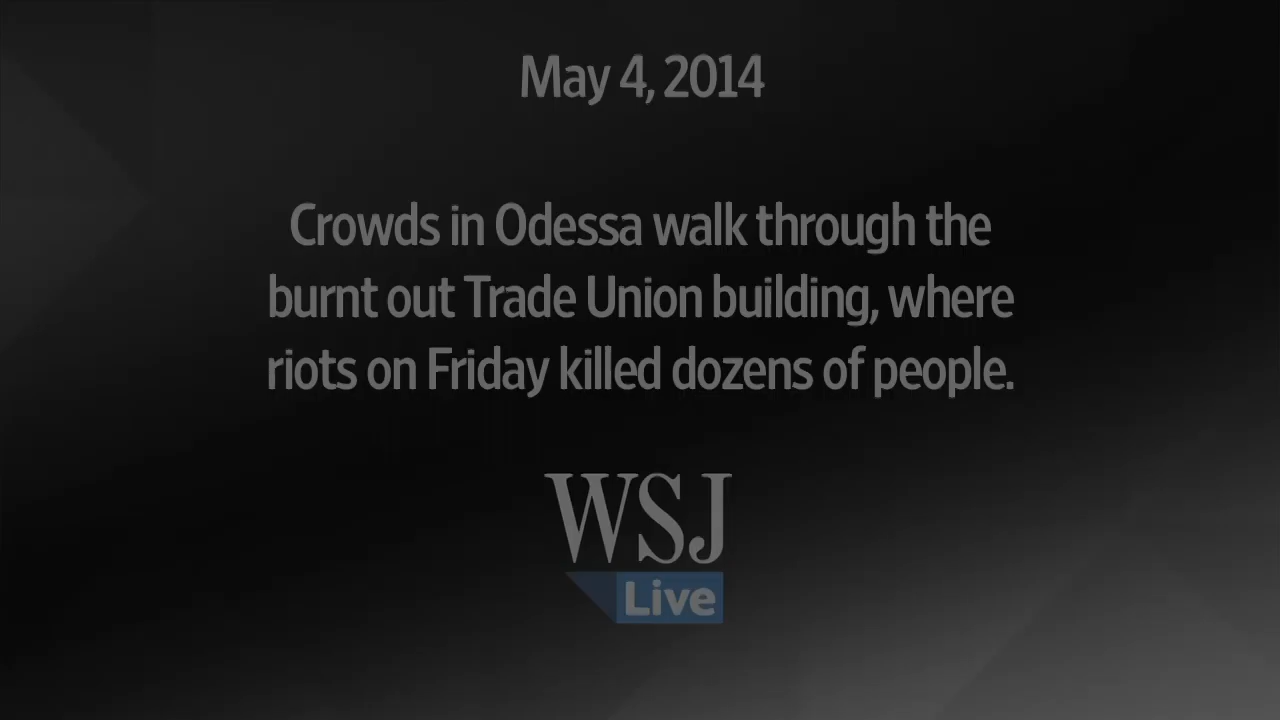 May 4, 2014
Crowds in Odessa walk through the
burnt out Trade Union building, where
riots on Friday killed dozens of people.
WSJ
Live